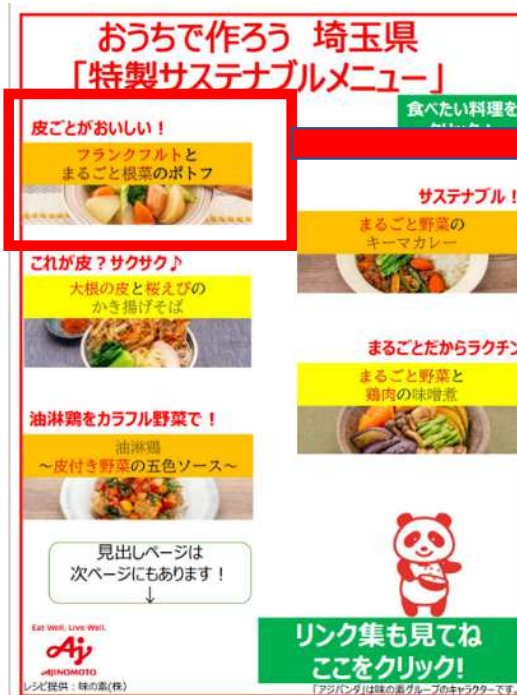 おうちで作ろう 埼玉県
「特製サステナブルメニュー」
食べたい料理を
皮ごとがおいしい！
フランクフルトと
まるごと根菜のポトフ
サステナブル！
まるごと野菜の
キーマカレー
これが皮？サクサク♪
大根の皮と桜えびの
かき揚げそば
まるごとだからラクチン
まるごと野菜と
鶏肉の味噌煮
油淋鶏をカラフル野菜で！
油淋鶏
～皮付き野菜の五色ソース～
見出しページは
次ページにもあります！
↓
Eat Well, Live Well.
AJINOMOTO
レシピ提供：味の素(株)
リンク集も見てね
ここをクリック!
「アジパンダ」は味の素グループのキャラクターです。